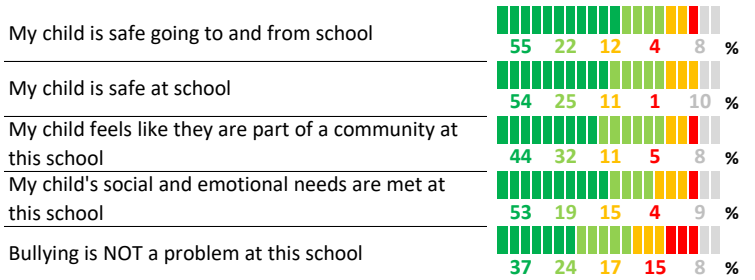 My child is safe going to and from school
55 22 12 4 8 %
My child is safe at school
54 25 11 1 10 %
My child feels like they are part of a community at
this school
44 32 11 5 8 %
My child's social and emotional needs are met at
this school
53 19 15 4 9 %
Bullying is NOT a problem at this school
37 24 17 15 8 %